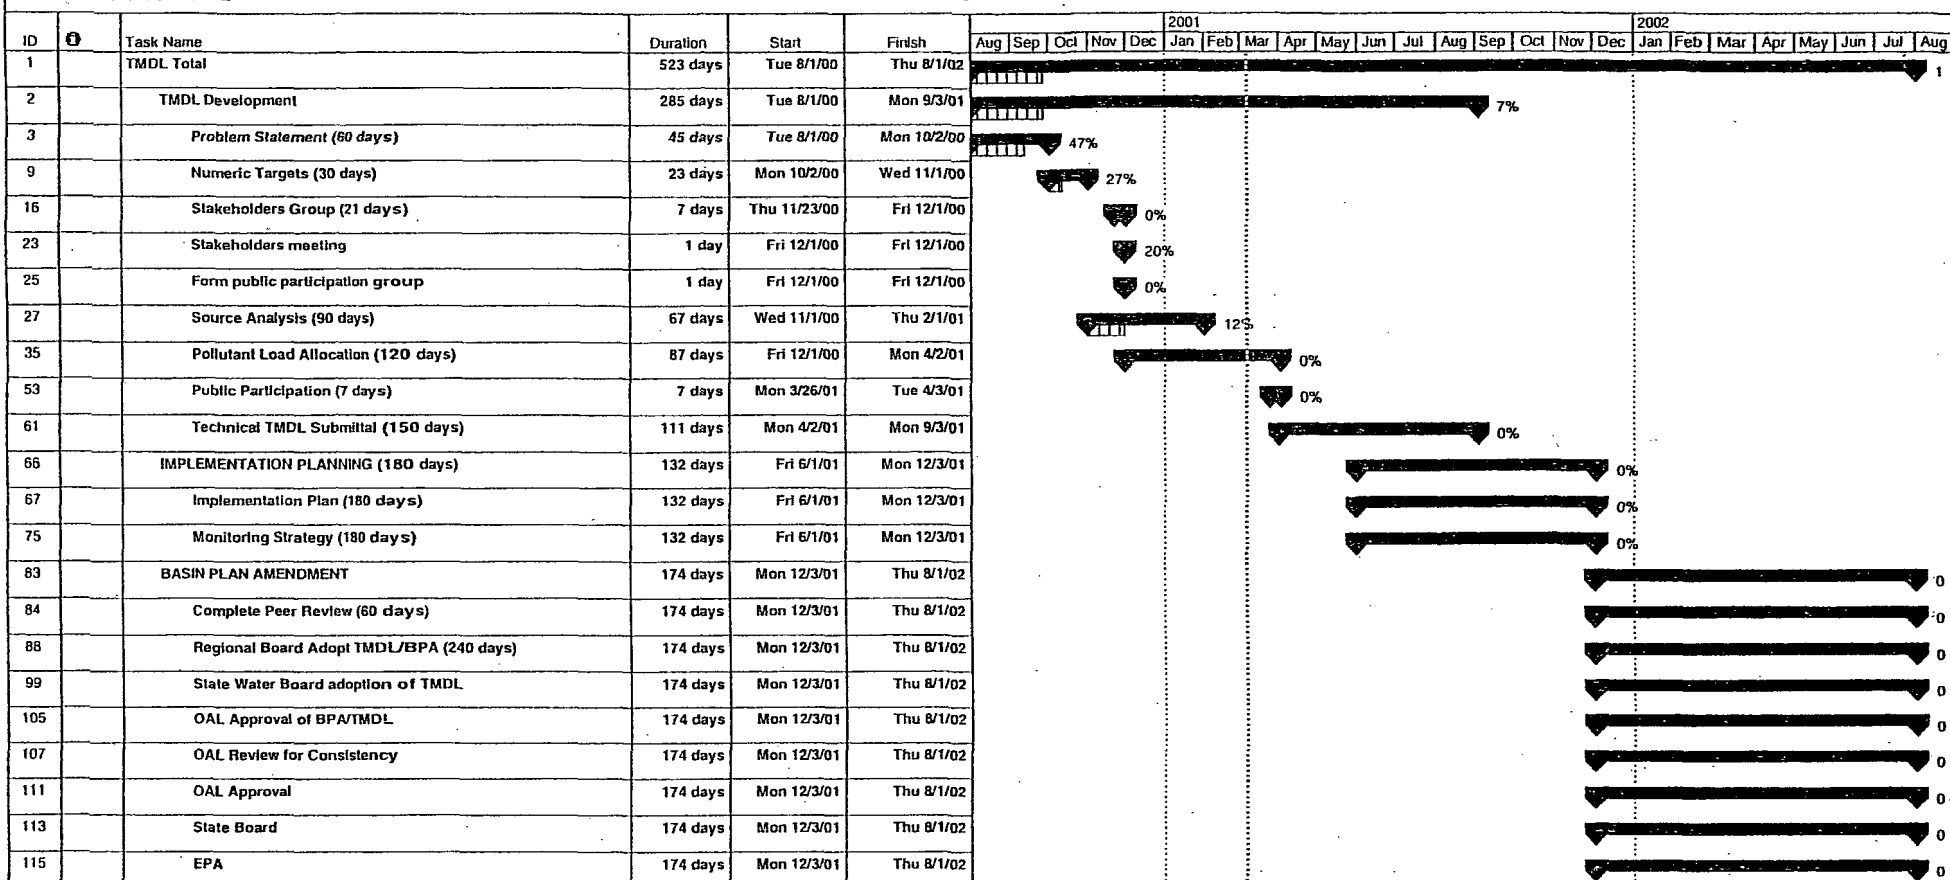 2001 2002
ID Task Name Duration Start Finish Aug Sep Oct Nov Dec Jan Feb Mar Apr May Jun Jul Aug Sep Oct Nov Dec Jan Feb Mar Apr May Jun Jul Aug
1 TMDL Total 523 days Tue 8/1/00 Thu 8/1/02 1
2 TMDL Development 285 days Tue 8/1/00 Mon 9/3/01 7%
3 Problem Statement (60 days) 45 days Tue 8/1/00 Mon 10/2/00 47%
9 Numeric Targets (30 days) 23 days Mon 10/2/00 Wed 11/1/00 27%
16 Stakeholders Group (21 days) 7 days Thu 11/23/00 Fri 12/1/00 0%
23 Stakeholders meeting 1 day Fri 12/1/00 Fri 12/1/00 20%
25 Form public participation group 1 day Fri 12/1/00 Fri 12/1/00 0%
27 Source Analysis (90 days) 67 days Wed 11/1/00 Thu 2/1/01 12%
35 Pollutant Load Allocation (120 days) 87 days Fri 12/1/00 Mon 4/2/01 0%
53 Public Participation (7 days) 7 days Mon 3/26/01 Tue 4/3/01 0%
61 Technical TMDL Submittal (150 days) 111 days Mon 4/2/01 Mon 9/3/01 0%
66 IMPLEMENTATION PLANNING (180 days) 132 days Fri 6/1/01 Mon 12/3/01 0%
67 Implementation Plan (180 days) 132 days Fri 6/1/01 Mon 12/3/01 0%
75 Monitoring Strategy (180 days) 132 days Fri 6/1/01 Mon 12/3/01 0%
83 BASIN PLAN AMENDMENT 174 days Mon 12/3/01 Thu 8/1/02 0
84 Complete Peer Review (60 days) 174 days Mon 12/3/01 Thu 8/1/02 0
88 Regional Board Adopt TMDL/BPA (240 days) 174 days Mon 12/3/01 Thu 8/1/02 0
99 State Water Board adoption of TMDL 174 days Mon 12/3/01 Thu 8/1/02 0
105 OAL Approval of BPA/TMDL 174 days Mon 12/3/01 Thu 8/1/02 0
107 OAL Review for Consistency 174 days Mon 12/3/01 Thu 8/1/02 0
111 OAL Approval 174 days Mon 12/3/01 Thu 8/1/02 0
113 State Board 174 days Mon 12/3/01 Thu 8/1/02 0
115 EPA 174 days Mon 12/3/01 Thu 8/1/02 0